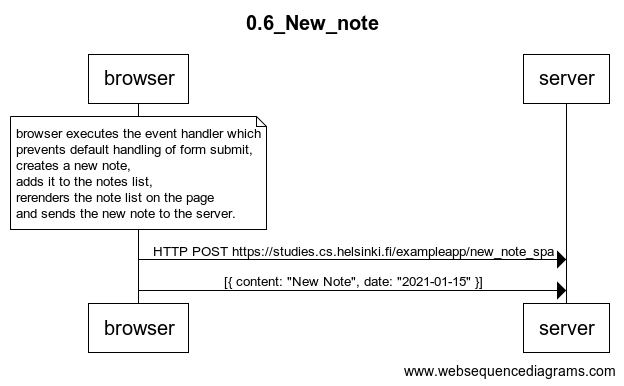 0.6_New_note
browser
server
browser executes the event handler which
prevents default handling of form submit,
creates a new note,
adds it to the notes list,
rerenders the note list on the page
and sends the new note to the server.
HTTP POST https://studies.cs.helsinki.fi/exampleapp/new_note_spa
[{ content: "New Note", date: "2021-01-15" }]
browser
server
www.websequencediagrams.com